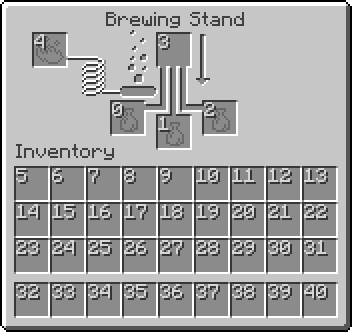 Brewing Stand
4 3
0 1 2
Inventory
5 6 7 8 9 10 11 12 13
14 15 16 17 18 19 20 21 22
23 24 25 26 27 28 29 30 31
32 33 34 35 36 37 38 39 40